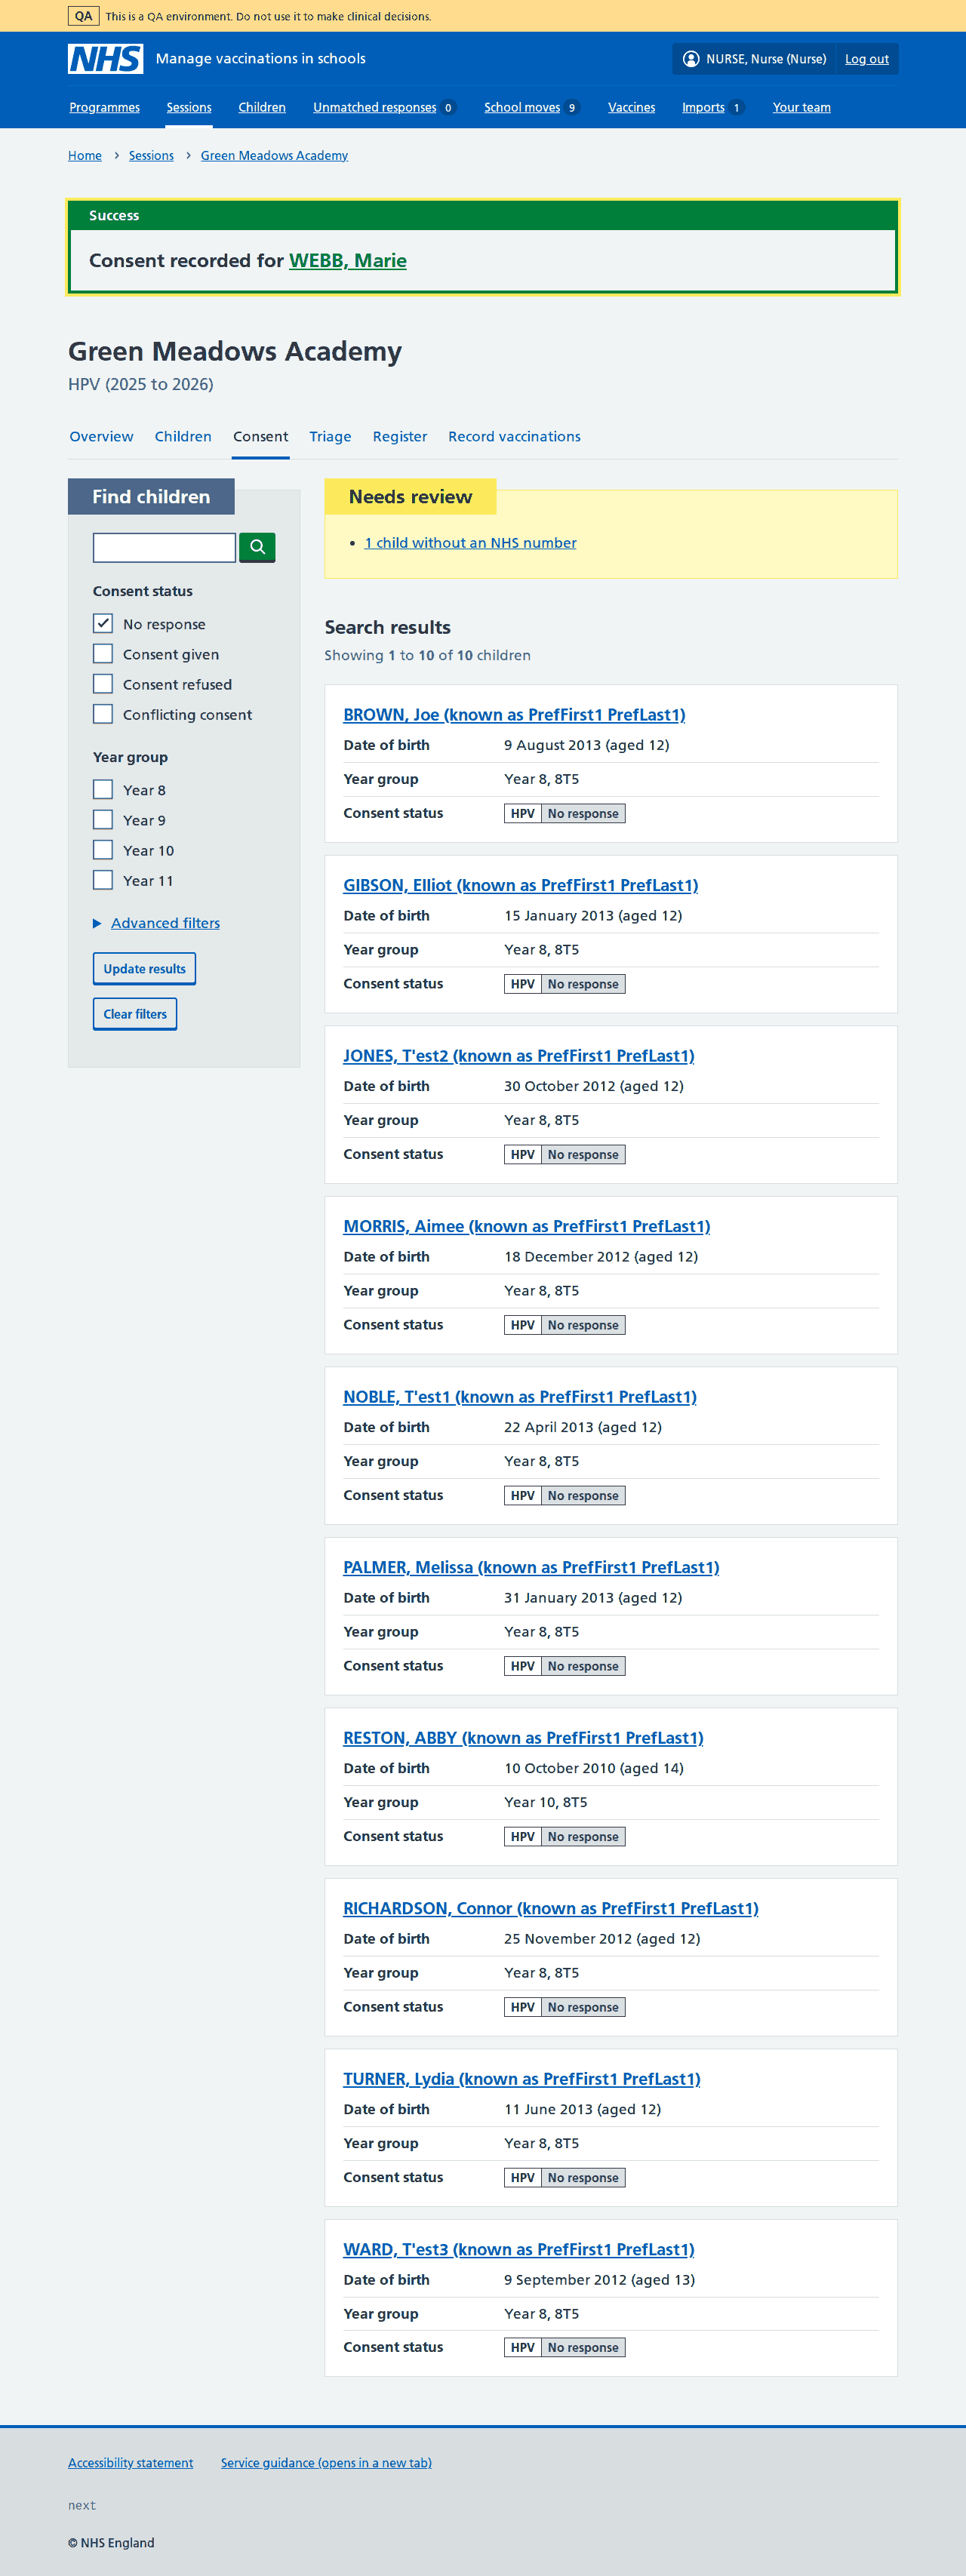 QA This is a QA environment. Do not use it to make clinical decisions.
NHS Manage vaccinations in schools NURSE, Nurse (Nurse) Log out
Programmes Sessions Children Unmatched responses 0 School moves 9 Vaccines Imports 1 Your team
Home Sessions Green Meadows Academy
Success
Consent recorded for WEBB, Marie
Green Meadows Academy
HPV (2025 to 2026)
Overview Children Consent Triage Register Record vaccinations
Find children
Consent status
No response
Consent given
Consent refused
Conflicting consent
Year group
Year 8
Year 9
Year 10
Year 11
Advanced filters
Update results
Clear filters
Needs review
1 child without an NHS number
Search results
Showing 1 to 10 of 10 children
BROWN, Joe (known as PrefFirst1 PrefLast1)
Date of birth 9 August 2013 (aged 12)
Year group Year 8, 8T5
Consent status HPV No response
GIBSON, Elliot (known as PrefFirst1 PrefLast1)
Date of birth 15 January 2013 (aged 12)
Year group Year 8, 8T5
Consent status HPV No response
JONES, T'est2 (known as PrefFirst1 PrefLast1)
Date of birth 30 October 2012 (aged 12)
Year group Year 8, 8T5
Consent status HPV No response
MORRIS, Aimee (known as PrefFirst1 PrefLast1)
Date of birth 18 December 2012 (aged 12)
Year group Year 8, 8T5
Consent status HPV No response
NOBLE, T'est1 (known as PrefFirst1 PrefLast1)
Date of birth 22 April 2013 (aged 12)
Year group Year 8, 8T5
Consent status HPV No response
PALMER, Melissa (known as PrefFirst1 PrefLast1)
Date of birth 31 January 2013 (aged 12)
Year group Year 8, 8T5
Consent status HPV No response
RESTON, ABBY (known as PrefFirst1 PrefLast1)
Date of birth 10 October 2010 (aged 14)
Year group Year 10, 8T5
Consent status HPV No response
RICHARDSON, Connor (known as PrefFirst1 PrefLast1)
Date of birth 25 November 2012 (aged 12)
Year group Year 8, 8T5
Consent status HPV No response
TURNER, Lydia (known as PrefFirst1 PrefLast1)
Date of birth 11 June 2013 (aged 12)
Year group Year 8, 8T5
Consent status HPV No response
WARD, T'est3 (known as PrefFirst1 PrefLast1)
Date of birth 9 September 2012 (aged 13)
Year group Year 8, 8T5
Consent status HPV No response
Accessibility statement Service guidance (opens in a new tab)
next
© NHS England